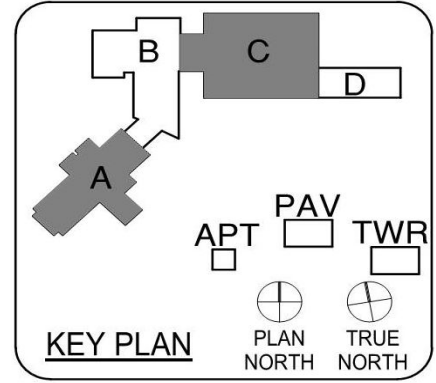 B
C
D
A
PAV
APT
TWR
KEY PLAN
PLAN
NORTH
TRUE
NORTH